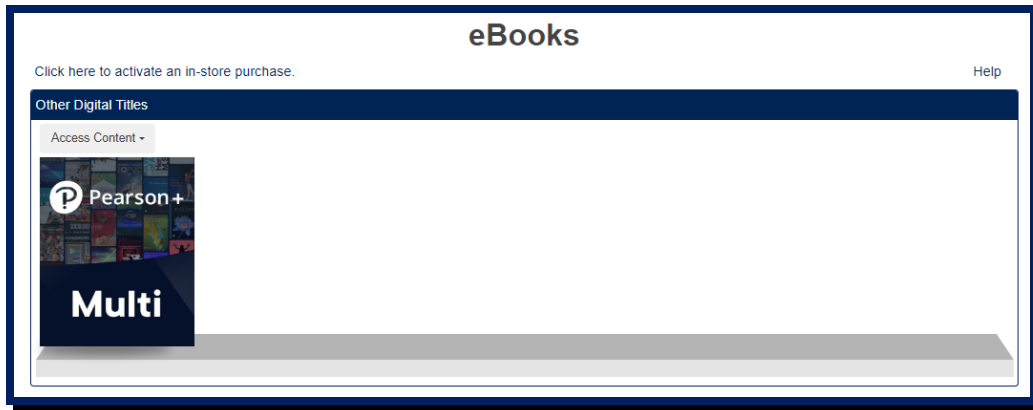 eBooks
Click here to activate an in-store purchase.
Help
Other Digital Titles
Access Content
Pearson+
Multi